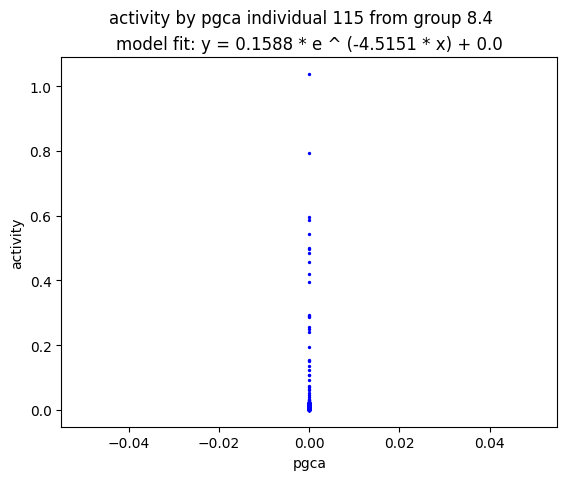 activity by pgca individual 115 from group 8.4
model fit: y = 0.1588 * e ^ (-4.5151 * x) + 0.0
1.0
0.8
0.6
0.4
0.2
0.0
activity
−0.04
−0.02
0.00
0.02
0.04
pgca